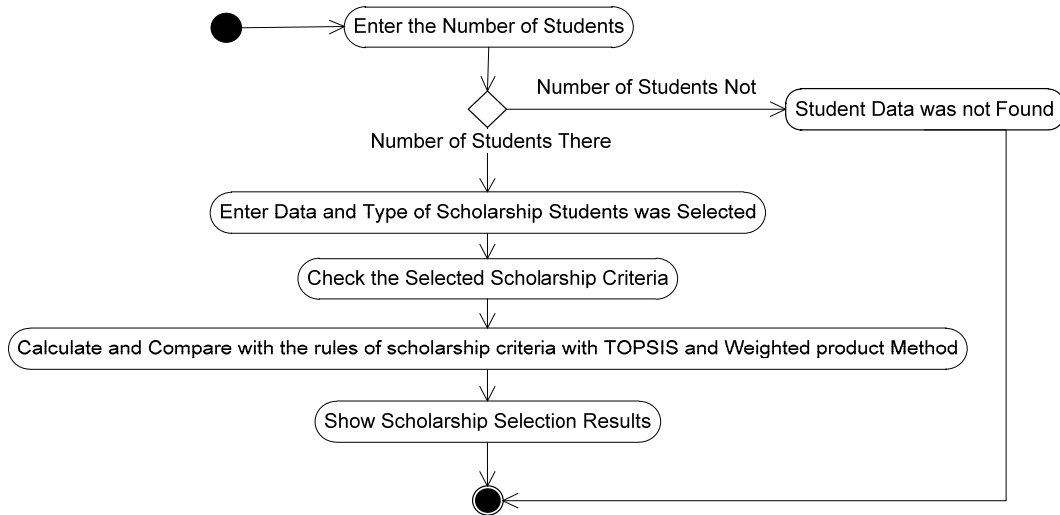 Enter the Number of Students
Number of Students Not
Student Data was not Found
Number of Students There
Enter Data and Type of Scholarship Students was Selected
Check the Selected Scholarship Criteria
Calculate and Compare with the rules of scholarship criteria with TOPSIS and Weighted product Method
Show Scholarship Selection Results